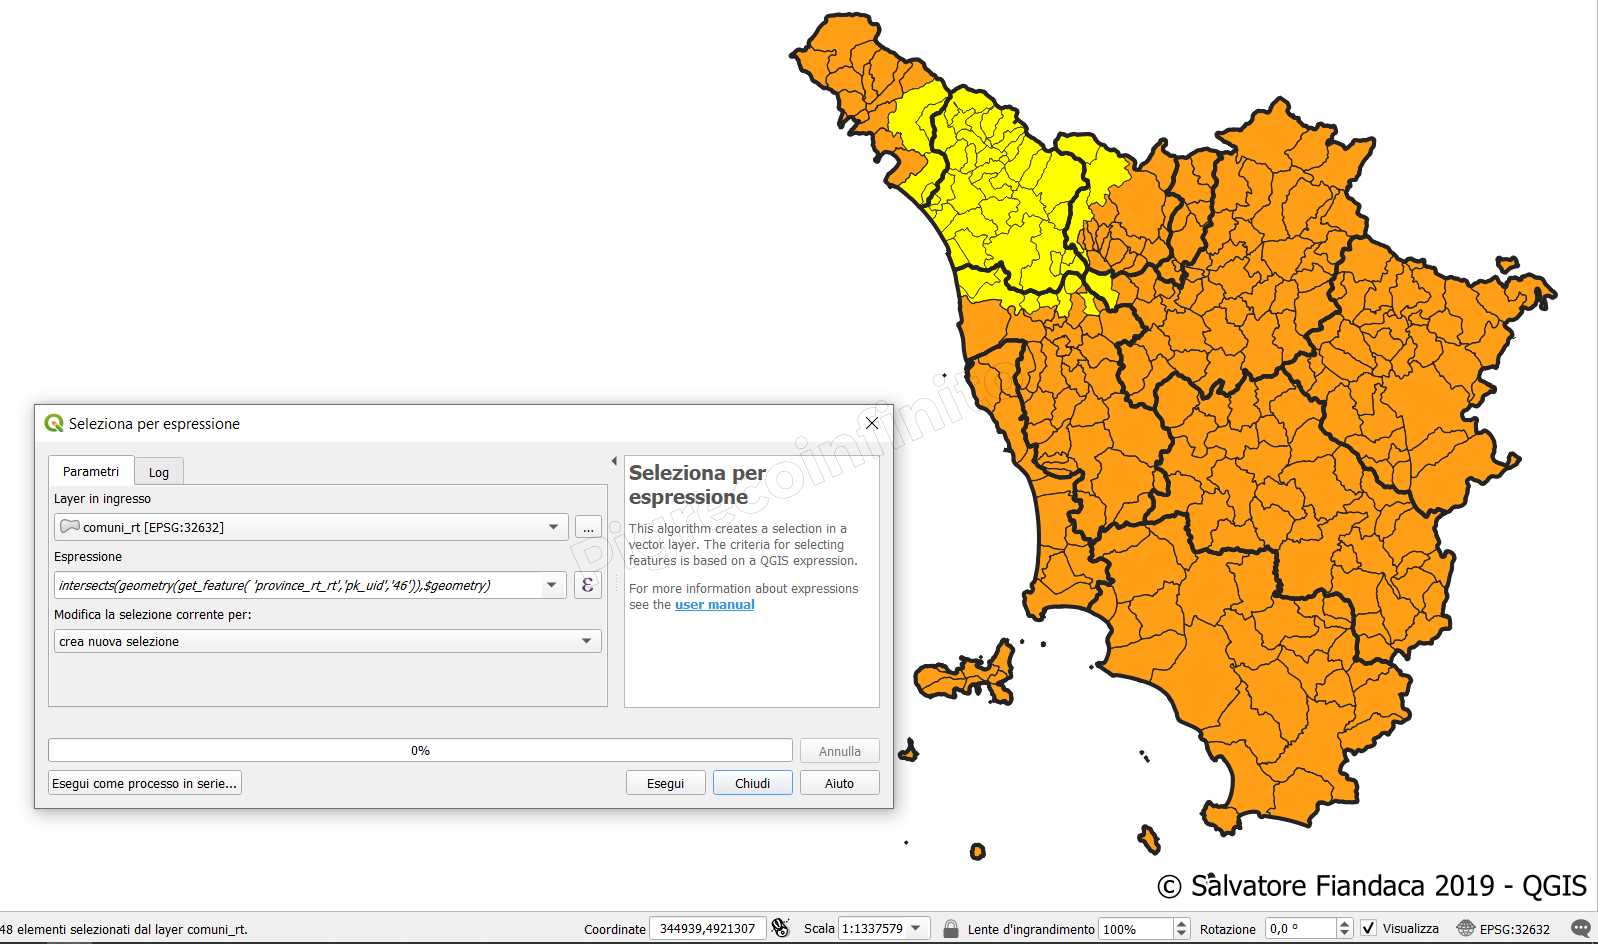 Seleziona per espressione
Parametri
Log
Layer in ingresso
comuni_rt [EPSG:32632]
...
Espressione
intersects(geometry(get_feature( 'province_rt_rt','pk_uid','46')),$geometry)
ε
Modifica la selezione corrente per:
crea nuova selezione
Seleziona per
espressione
This algorithm creates a selection in a
vector layer. The criteria for selecting
features is based on a QGIS expression.
For more information about expressions
see the user manual
0%
Annulla
Esegui come processo in serie...
Esegui
Chiudi
Aiuto
Pigrecoinfinito
© Salvatore Fiandaca 2019 - QGIS
48 elementi selezionati dal layer comuni_rt.
Coordinate
344939,4921307
Scala
1:1337579
Lente d'ingrandimento
100%
Rotazione
0,0 °
Visualizza
EPSG:32632